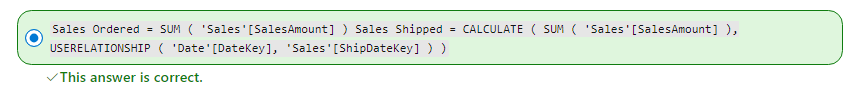 Sales Ordered = SUM ( 'Sales'[SalesAmount] ) Sales Shipped = CALCULATE ( SUM ( 'Sales'[SalesAmount] ),
USERELATIONSHIP ( 'Date'[DateKey], 'Sales'[ShipDateKey] ) )
This answer is correct.